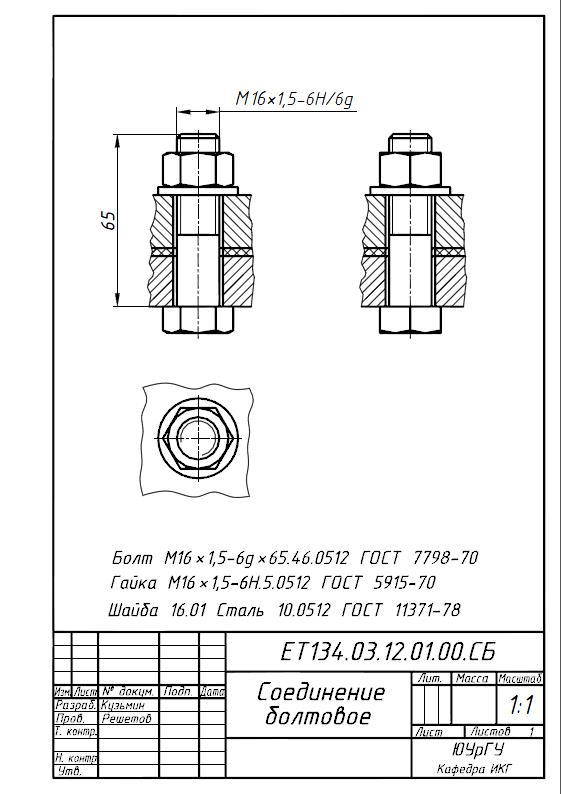 М16×1,5-6Н/6g
65
Болт М16×1,5-6g×65.46.0512 ГОСТ 7798-70
Гайка М16×1,5-6Н.5.0512 ГОСТ 5915-70
Шайба 16.01 Сталь 10.0512 ГОСТ 11371-78
ЕТ134.03.12.01.00.СБ
Изм. Лист № докум. Подп. Дата
Разраб. Кузьмин
Пров. Решетов
Т. контр.
Н. контр.
Утв.
Соединение
болтовое
Лит. Масса Масштаб
1:1
Лист Листов 1
ЮУрГУ
Кафедра ИКГ